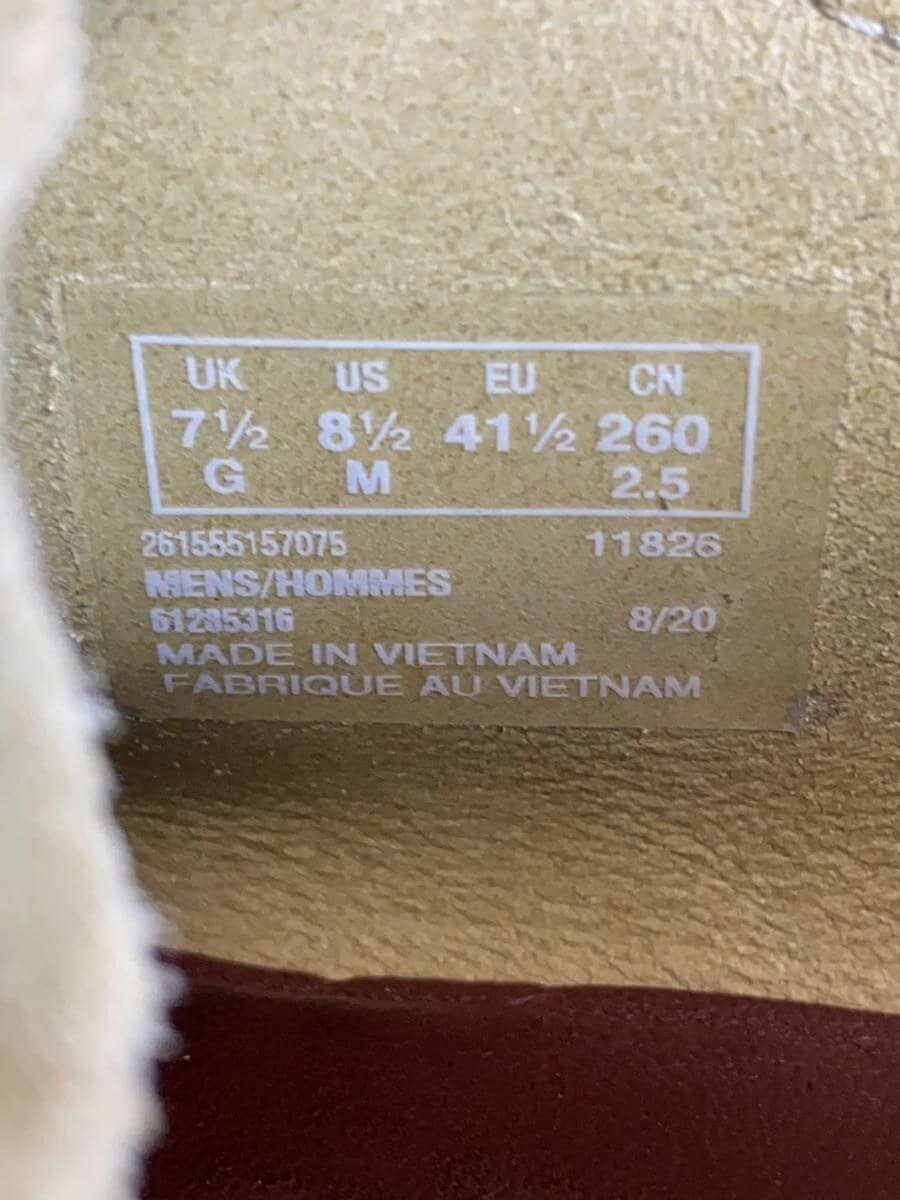 UK US EU CN
7½ 8½ 41½ 260
G M 2.5
261555157075 11826
MENS/HOMMES
61285316 8/20
MADE IN VIETNAM
FABRIQUE AU VIETNAM